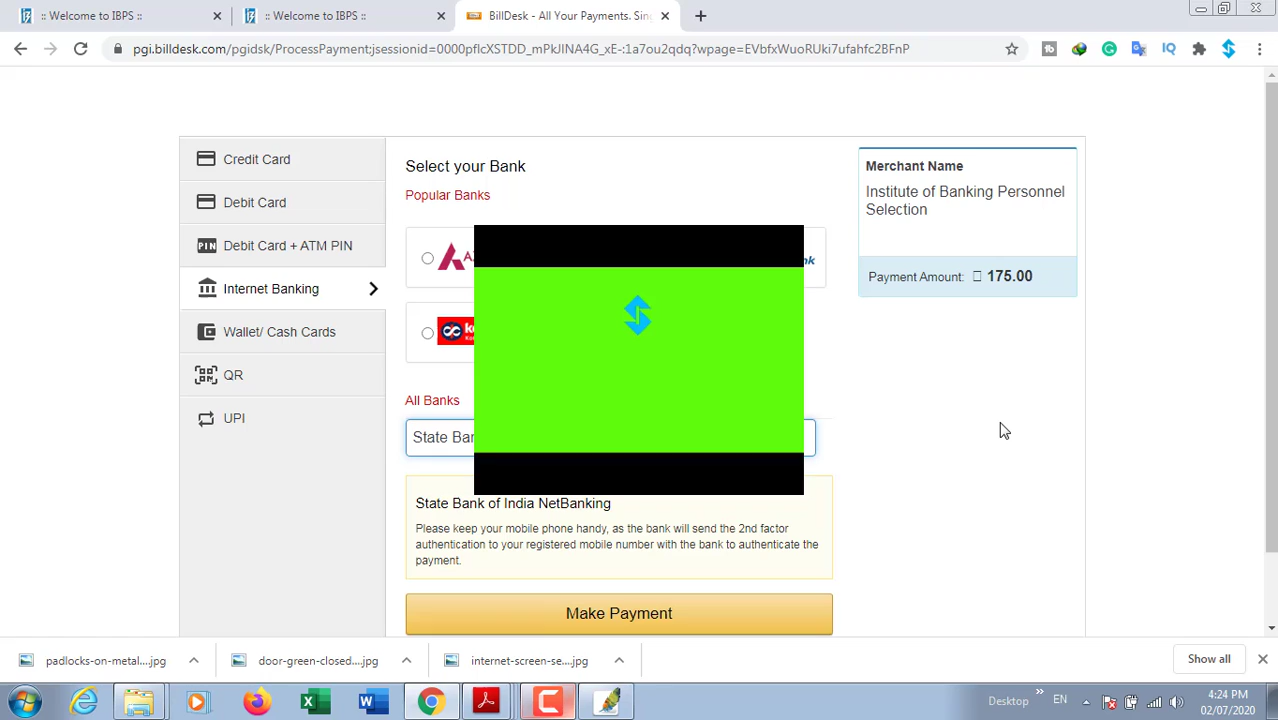 :: Welcome to IBPS ::
:: Welcome to IBPS ::
BillDesk - All Your Payments. Sin
pgi.billdesk.com/pgidsk/ProcessPayment;jsessionid=0000pflcXSTDD_mPkJINA4G_xE-:1a7ou2qdq?wpage=EVbfxWuoRUki7ufahfc2BFnP
Credit Card
Debit Card
PIN Debit Card + ATM PIN
Internet Banking
Wallet/ Cash Cards
QR
UPI
Select your Bank
Popular Banks
All Banks
State Ban
State Bank of India NetBanking
Please keep your mobile phone handy, as the bank will send the 2nd factor
authentication to your registered mobile number with the bank to authenticate the
payment.
Make Payment
Merchant Name
Institute of Banking Personnel
Selection
Payment Amount: 175.00
padlocks-on-metal....jpg
door-green-closed....jpg
internet-screen-se....jpg
Show all
Desktop
EN
4:24 PM
02/07/2020